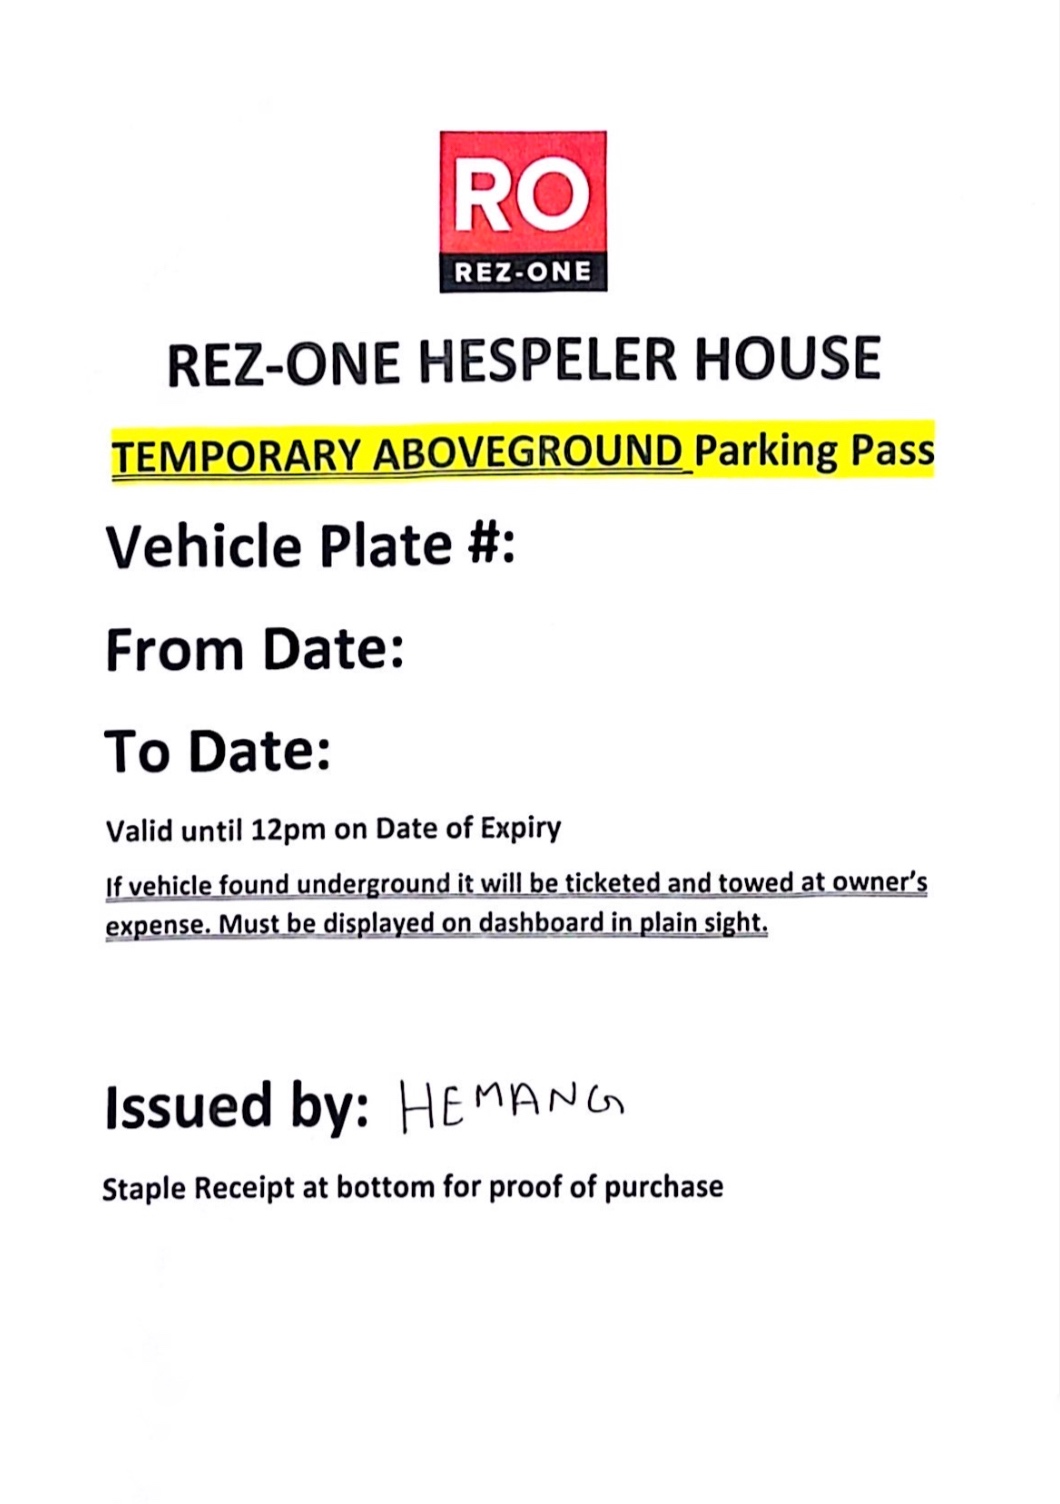 RO
REZ-ONE
REZ-ONE HESPELER HOUSE
TEMPORARY ABOVEGROUND Parking Pass
Vehicle Plate #:
From Date:
To Date:
Valid until 12pm on Date of Expiry
If vehicle found underground it will be ticketed and towed at owner's
expense. Must be displayed on dashboard in plain sight.
Issued by: HEMANG
Staple Receipt at bottom for proof of purchase